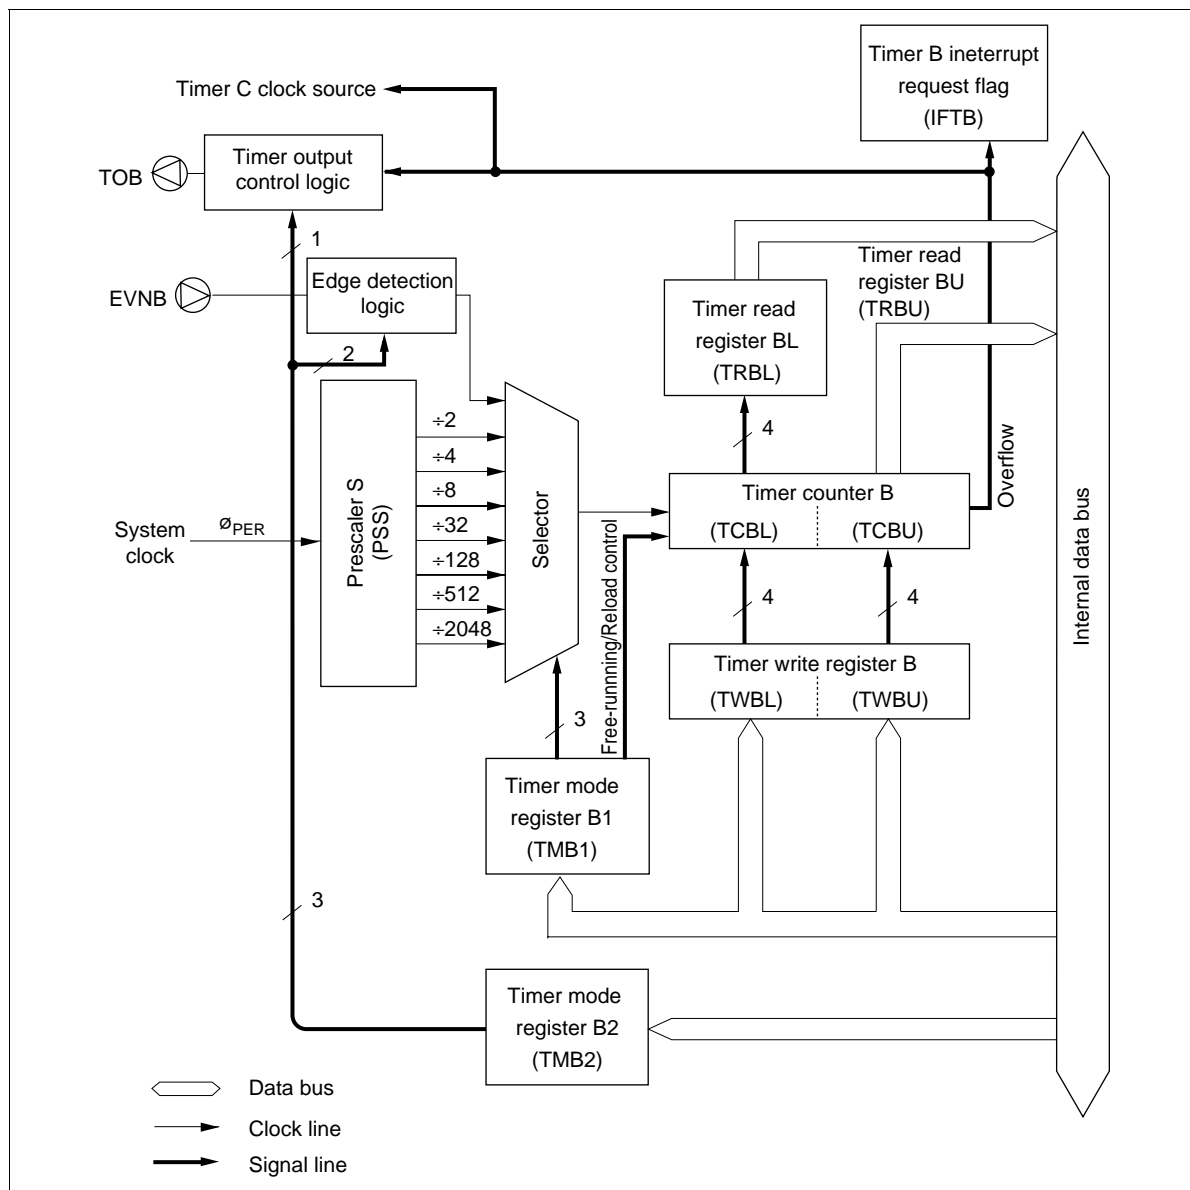 Timer B ineterrupt
request flag
(IFTB)
Timer C clock source
Timer output
control logic
TOB
1
Edge detection
logic
EVNB
2
Timer read
register BU
(TRBU)
Timer read
register BL
(TRBL)
÷2
÷4
÷8
÷32
÷128
÷512
÷2048
Prescaler S
(PSS)
Selector
System
clock
øPER
4
Timer counter B
(TCBL)
(TCBU)
Overflow
Internal data bus
Free-runnning/Reload control
4
4
Timer write register B
(TWBL)
(TWBU)
3
Timer mode
register B1
(TMB1)
3
Timer mode
register B2
(TMB2)
Data bus
Clock line
Signal line